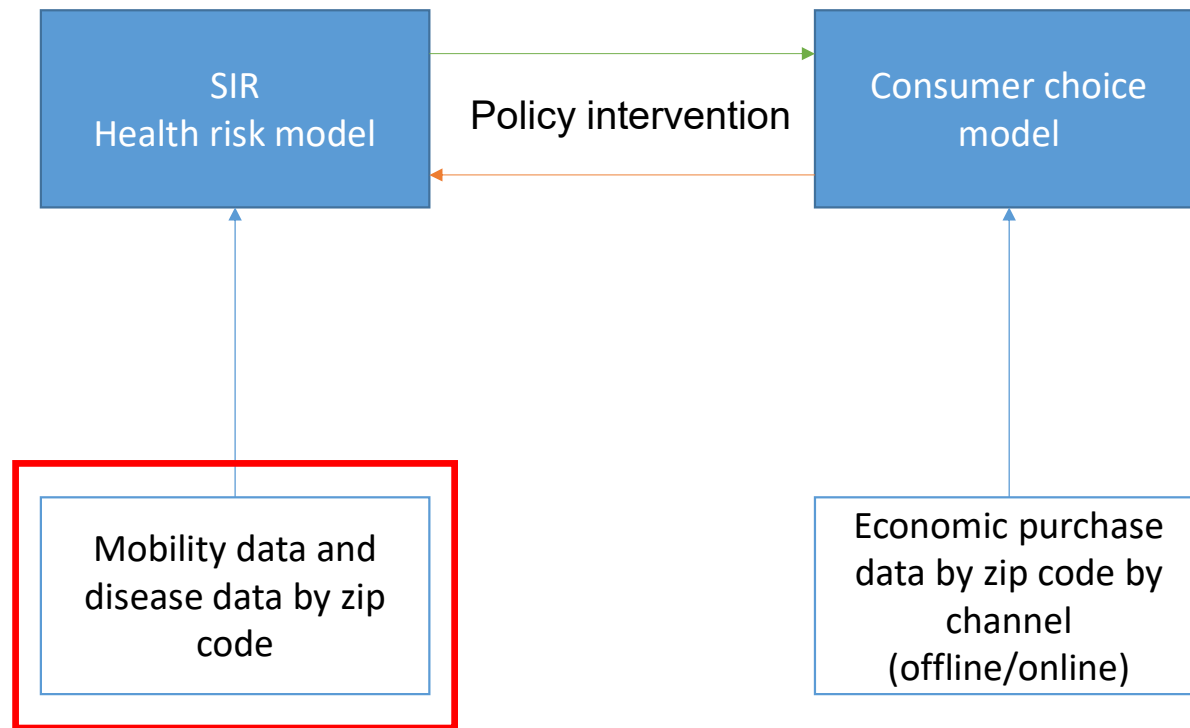 SIR
Health risk model
Policy intervention
Consumer choice
model
Mobility data and
disease data by zip
code
Economic purchase
data by zip code by
channel
(offline/online)